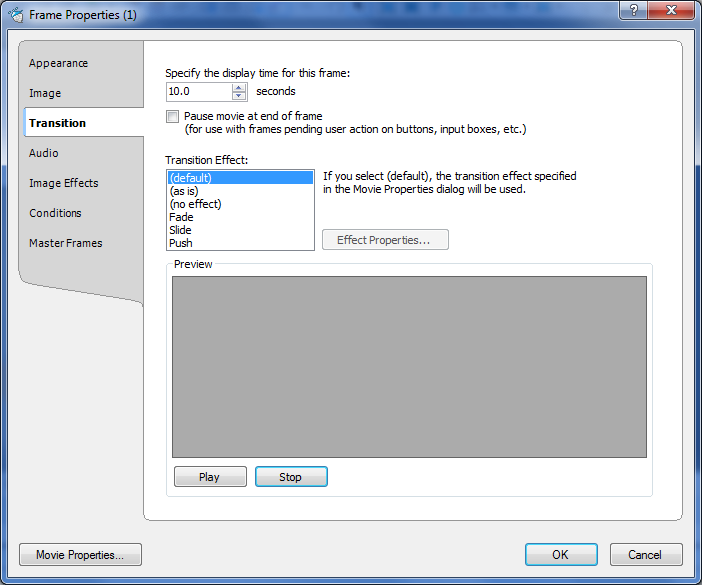 Frame Properties (1)
Appearance
Image
Transition
Audio
Image Effects
Conditions
Master Frames
Specify the display time for this frame:
10.0 seconds
Pause movie at end of frame
(for use with frames pending user action on buttons, input boxes, etc.)
Transition Effect:
(default)
(as is)
(no effect)
Fade
Slide
Push
If you select (default), the transition effect specified
in the Movie Properties dialog will be used.
Effect Properties...
Preview
Play
Stop
Movie Properties...
OK
Cancel